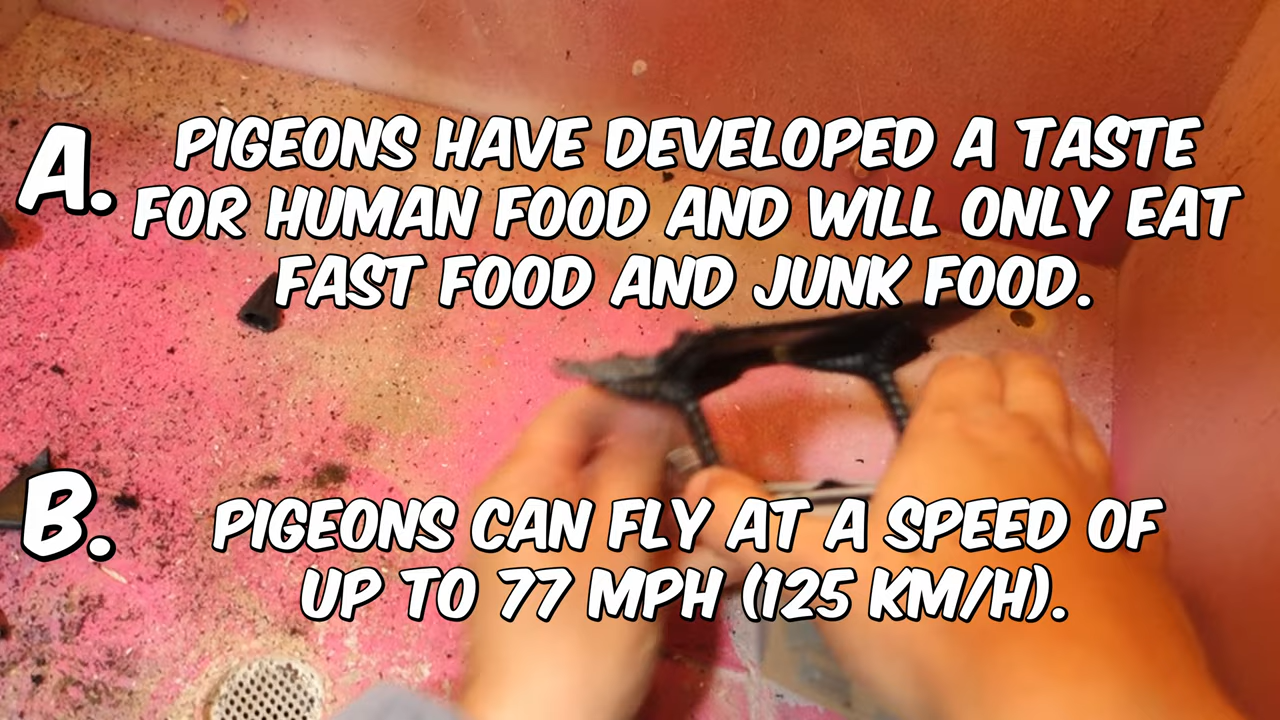 A. PIGEONS HAVE DEVELOPED A TASTE
FOR HUMAN FOOD AND WILL ONLY EAT
FAST FOOD AND JUNK FOOD.
B. PIGEONS CAN FLY AT A SPEED OF
UP TO 77 MPH (125 KM/H).